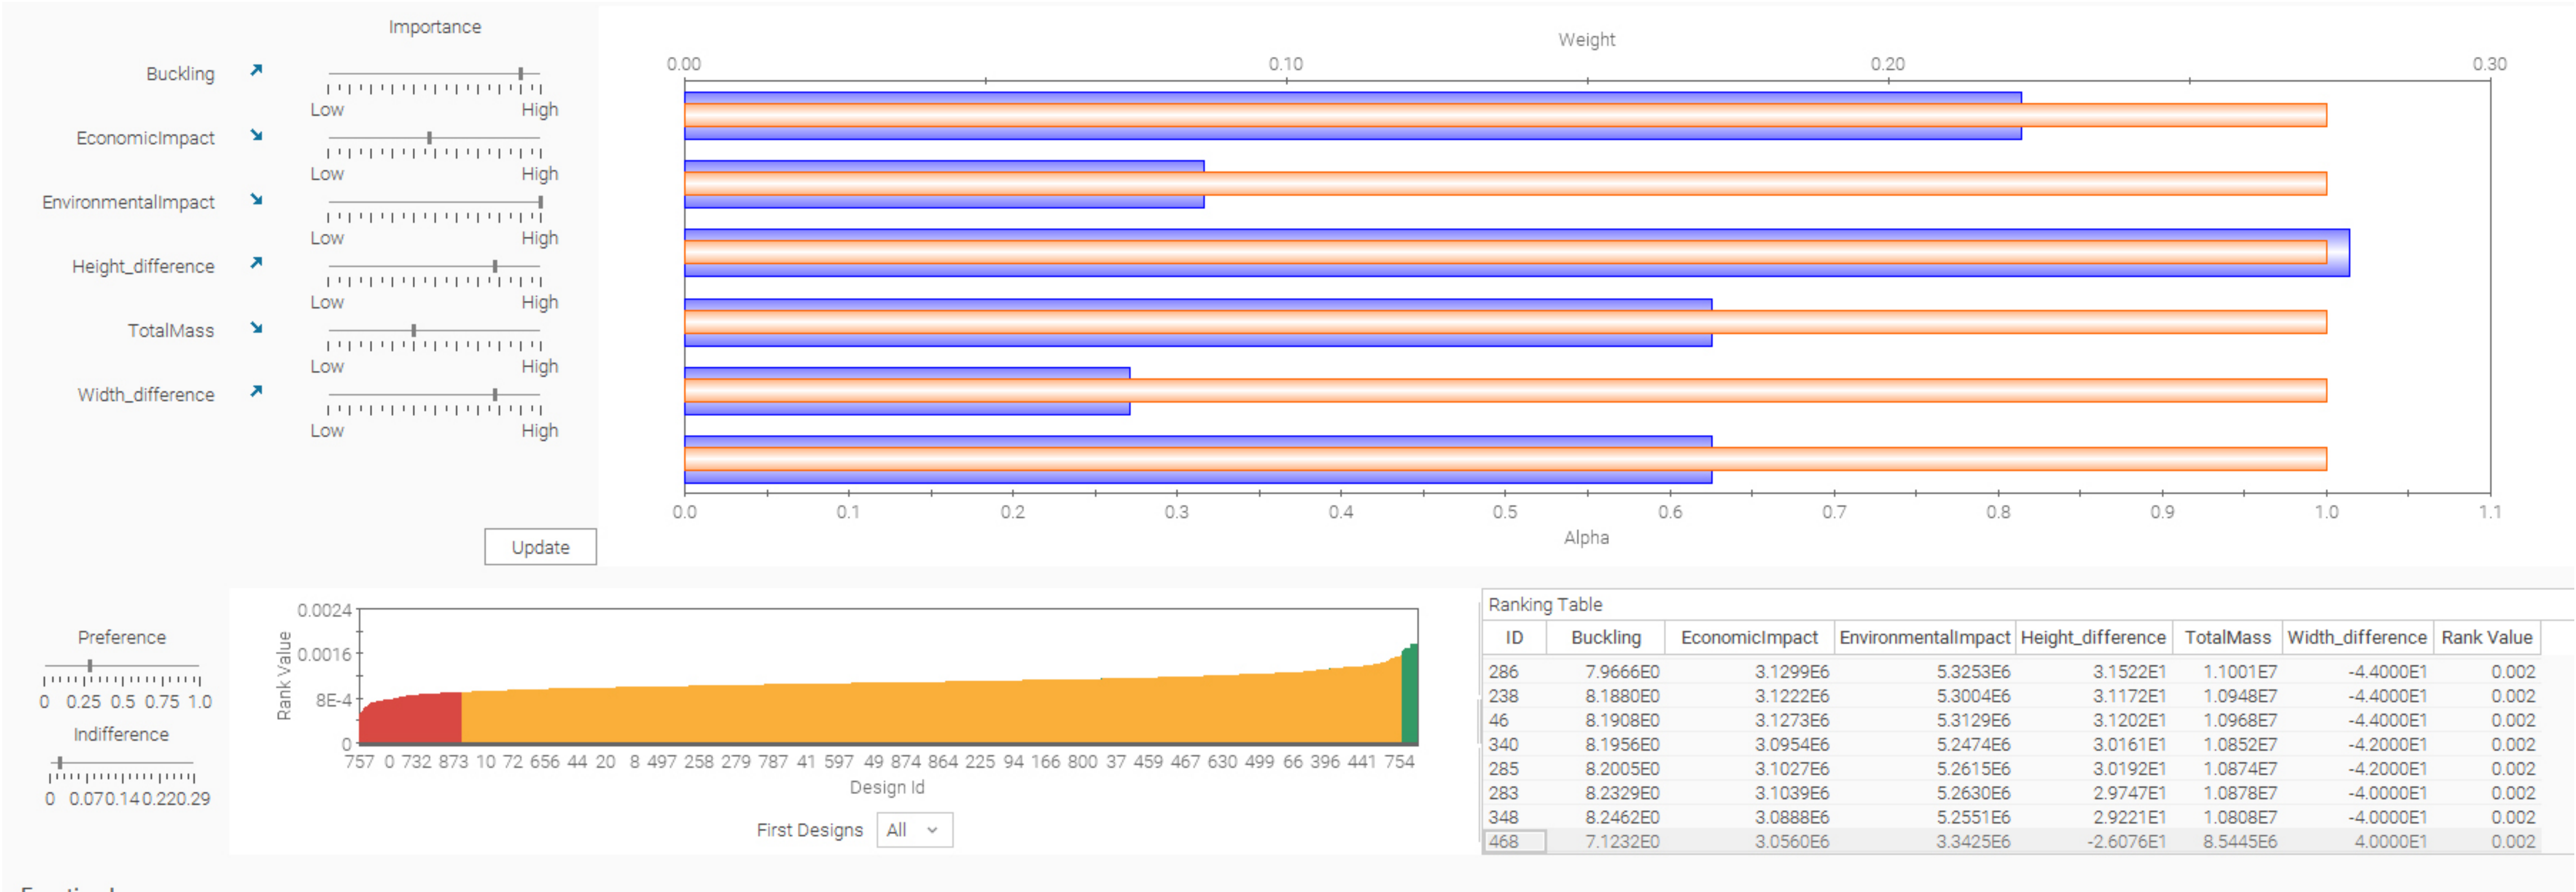 Importance
Buckling
Low High
EconomicImpact
Low High
EnvironmentalImpact
Low High
Height_difference
Low High
TotalMass
Low High
Width_difference
Low High
Update
Weight
0.00 0.10 0.20 0.30
0.0 0.1 0.2 0.3 0.4 0.5 0.6 0.7 0.8 0.9 1.0 1.1
Alpha
Preference
0 0.25 0.5 0.75 1.0
Indifference
0 0.07 0.14 0.22 0.29
Rank Value
0.0024
0.0016
8E-4
0
757 0 732 873 10 72 656 44 20 8 497 258 279 787 41 597 49 874 864 225 94 166 800 37 459 467 630 499 66 396 441 754
Design Id
First Designs All
Ranking Table
ID Buckling EconomicImpact EnvironmentalImpact Height_difference TotalMass Width_difference Rank Value
286 7.9666E0 3.1299E6 5.3253E6 3.1522E1 1.1001E7 -4.4000E1 0.002
238 8.1880E0 3.1222E6 5.3004E6 3.1172E1 1.0948E7 -4.4000E1 0.002
46 8.1908E0 3.1273E6 5.3129E6 3.1202E1 1.0968E7 -4.4000E1 0.002
340 8.1956E0 3.0954E6 5.2474E6 3.0161E1 1.0852E7 -4.2000E1 0.002
285 8.2005E0 3.1027E6 5.2615E6 3.0192E1 1.0874E7 -4.2000E1 0.002
283 8.2329E0 3.1039E6 5.2630E6 2.9747E1 1.0878E7 -4.0000E1 0.002
348 8.2462E0 3.0888E6 5.2551E6 2.9221E1 1.0808E7 -4.0000E1 0.002
468 7.1232E0 3.0560E6 3.3425E6 -2.6076E1 8.5445E6 4.0000E1 0.002